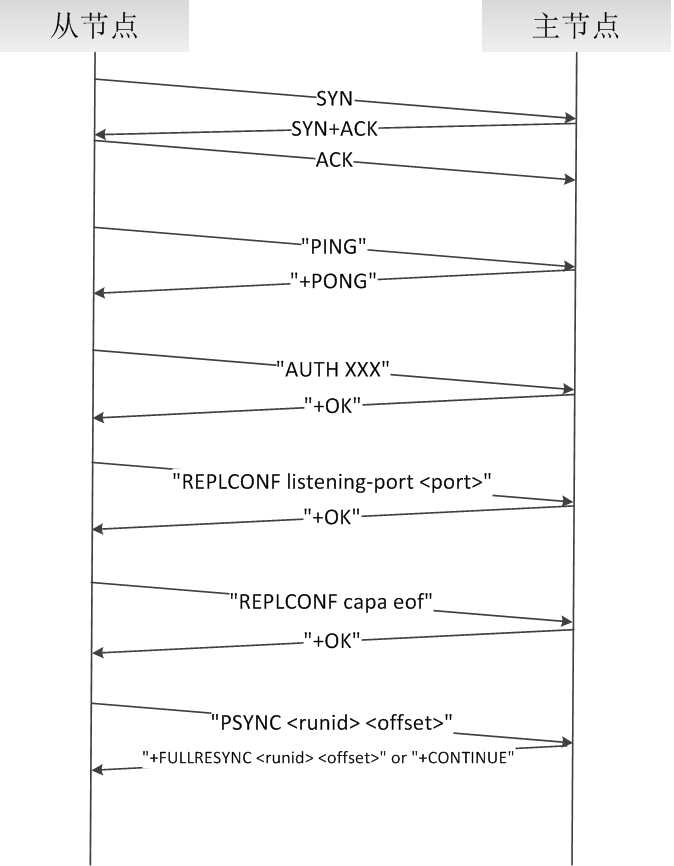 从节点
主节点
SYN
SYN+ACK
ACK
"PING"
"+PONG"
"AUTH XXX"
"+OK"
"REPLCONF listening-port <port>"
"+OK"
"REPLCONF capa eof"
"+OK"
"PSYNC <runid> <offset>"
"+FULLRESYNC <runid> <offset>" or "+CONTINUE"